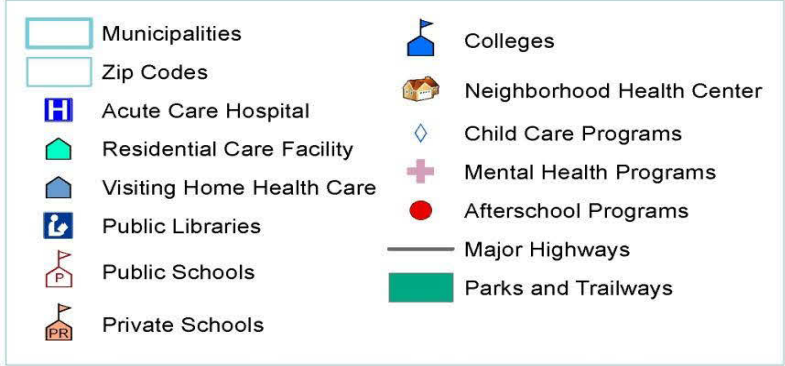 Municipalities
Zip Codes
H
Acute Care Hospital
Residential Care Facility
Visiting Home Health Care
Public Libraries
P
Public Schools
PR
Private Schools
Colleges
Neighborhood Health Center
Child Care Programs
Mental Health Programs
Afterschool Programs
Major Highways
Parks and Trailways